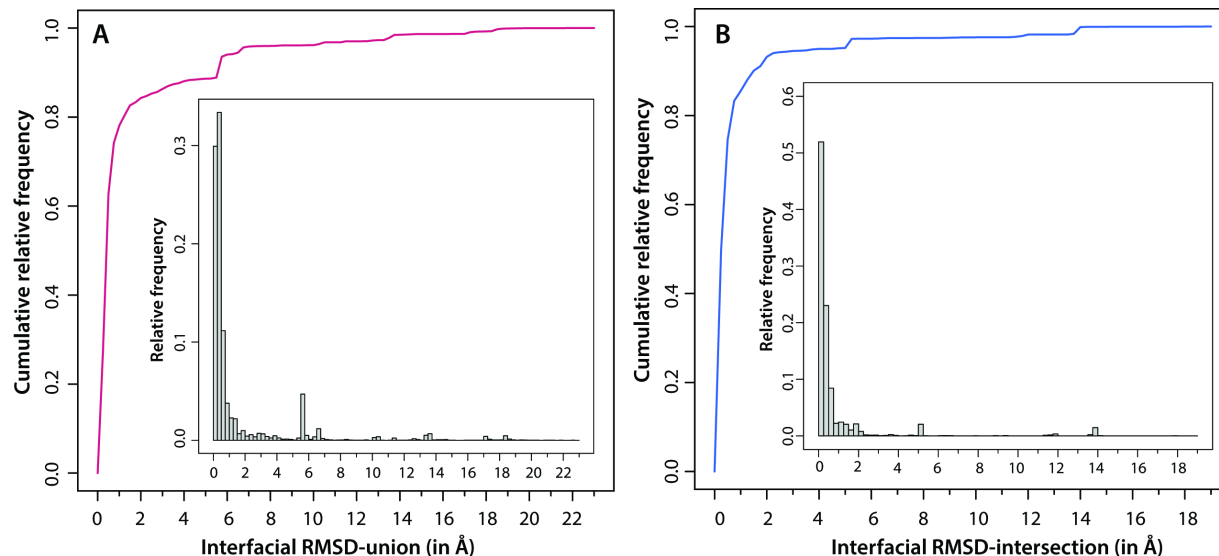 A
Cumulative relative frequency
0.0 0.2 0.4 0.6 0.8 1.0
0 2 4 6 8 10 12 14 16 18 20 22
Interfacial RMSD-union (in Å)
Relative frequency
0.0 0.1 0.2 0.3
0 2 4 6 8 10 12 14 16 18 20 22
B
Cumulative relative frequency
0.0 0.2 0.4 0.6 0.8 1.0
0 2 4 6 8 10 12 14 16 18
Interfacial RMSD-intersection (in Å)
Relative frequency
0.0 0.1 0.2 0.3 0.4 0.5 0.6
0 2 4 6 8 10 12 14 16 18